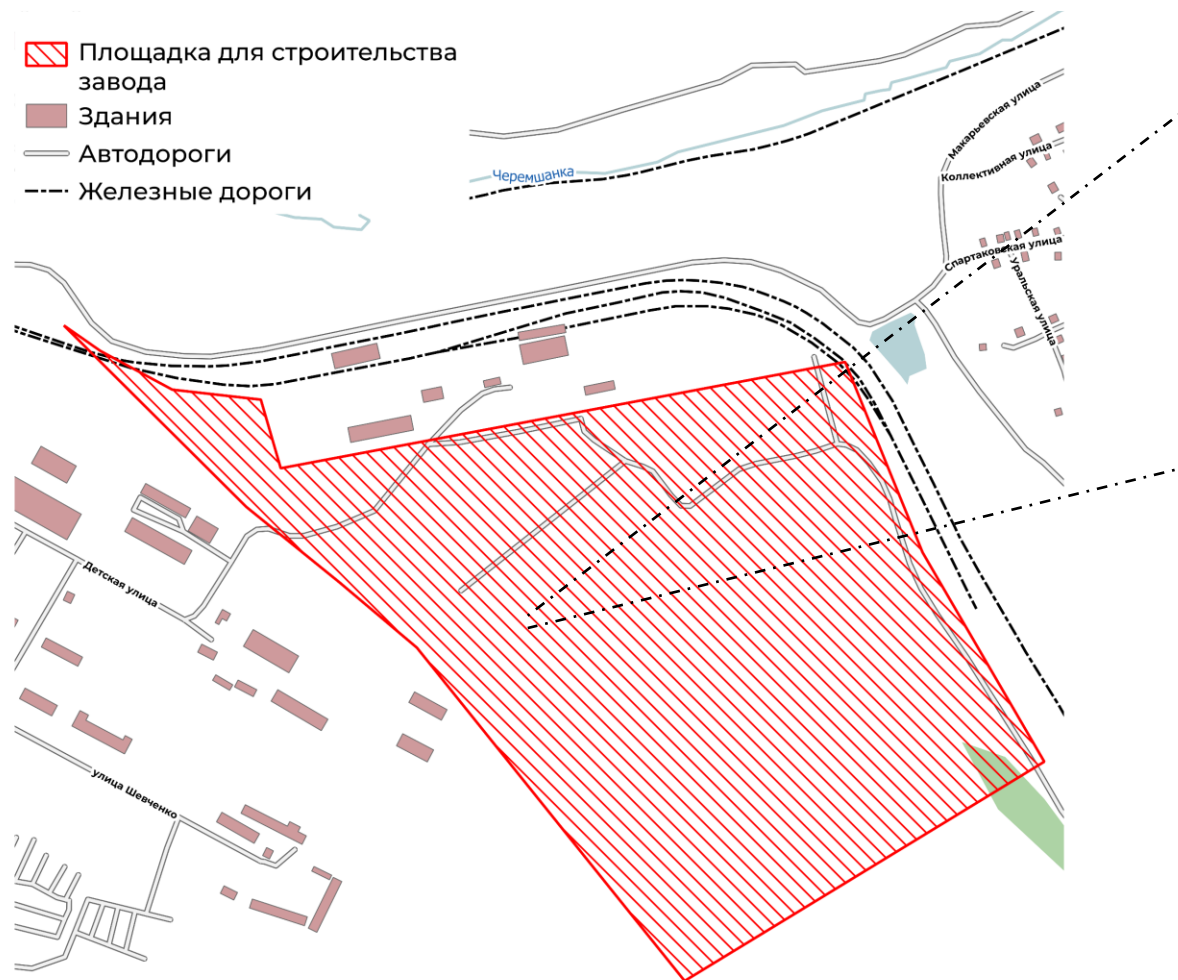 Площадка для строительства
завода
Здания
Автодороги
Железные дороги
Макарьевская улица
Коллективная улица
Черемшанка
Спартаковская улица
Уральская улица
Детская улица
улица Шевченко